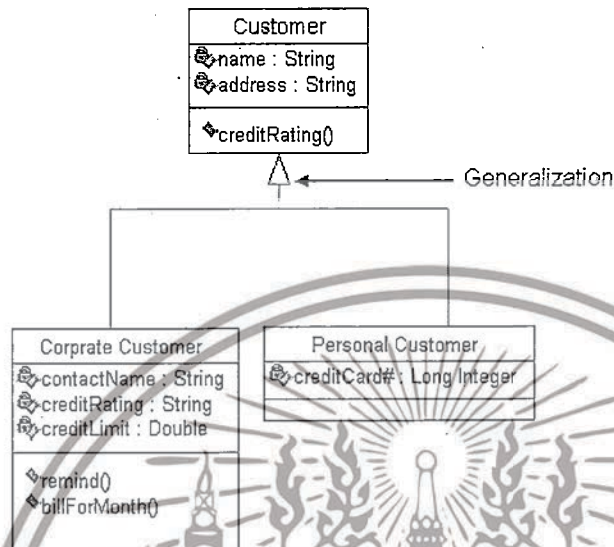 Customer
name : String
address : String
creditRating()
Generalization
Corprate Customer
contactName : String
creditRating : String
creditLimit : Double
remind()
billForMonth()
Personal Customer
creditCard# : Long Integer